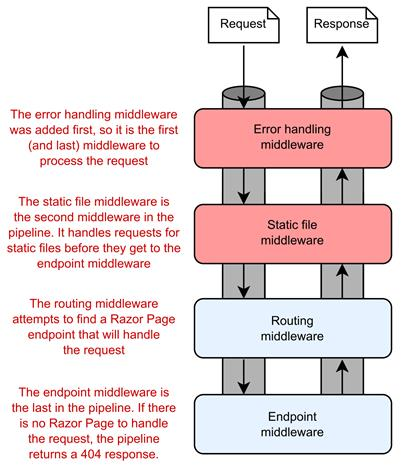 Request
Response
The error handling middleware
was added first, so it is the first
(and last) middleware to
process the request
Error handling
middleware
The static file middleware is
the second middleware in the
pipeline. It handles requests for
static files before they get to the
endpoint middleware
Static file
middleware
The routing middleware
attempts to find a Razor Page
endpoint that will handle
the request
Routing
middleware
The endpoint middleware is
the last in the pipeline. If there
is no Razor Page to handle
the request, the pipeline
returns a 404 response.
Endpoint
middleware